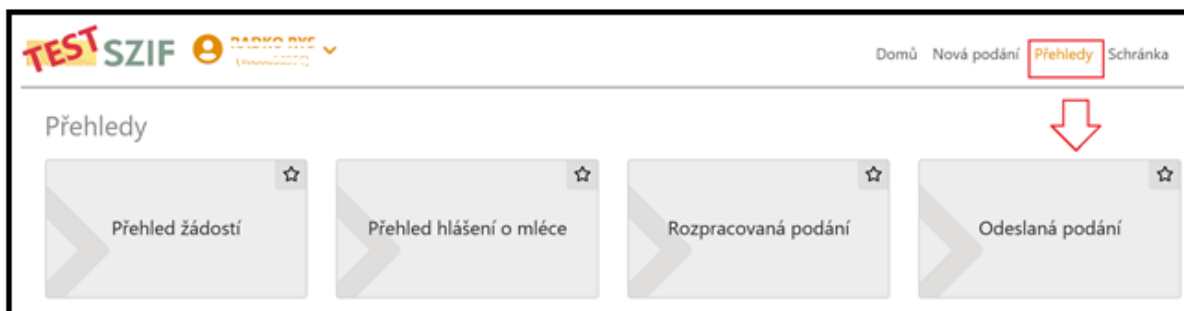 TEST SZIF
Domů Nová podání Přehledy Schránka
Přehledy
Přehled žádostí
Přehled hlášení o mléce
Rozpracovaná podání
Odeslaná podání